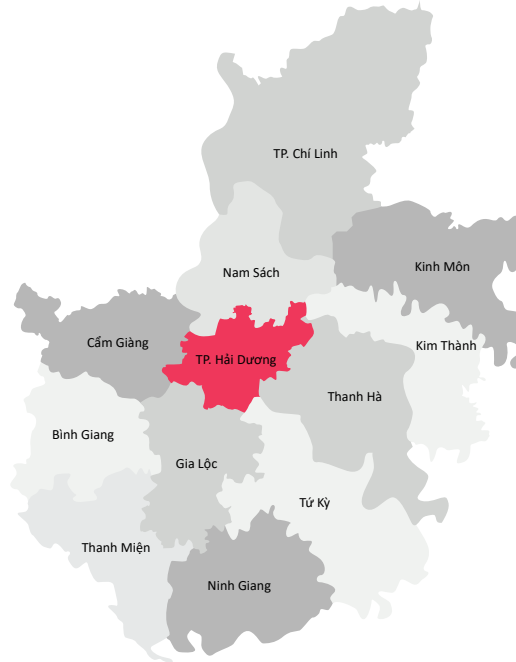 TP. Chí Linh
Kinh Môn
Nam Sách
Cẩm Giàng
Kim Thành
TP. Hải Dương
Thanh Hà
Bình Giang
Gia Lộc
Tứ Kỳ
Thanh Miện
Ninh Giang